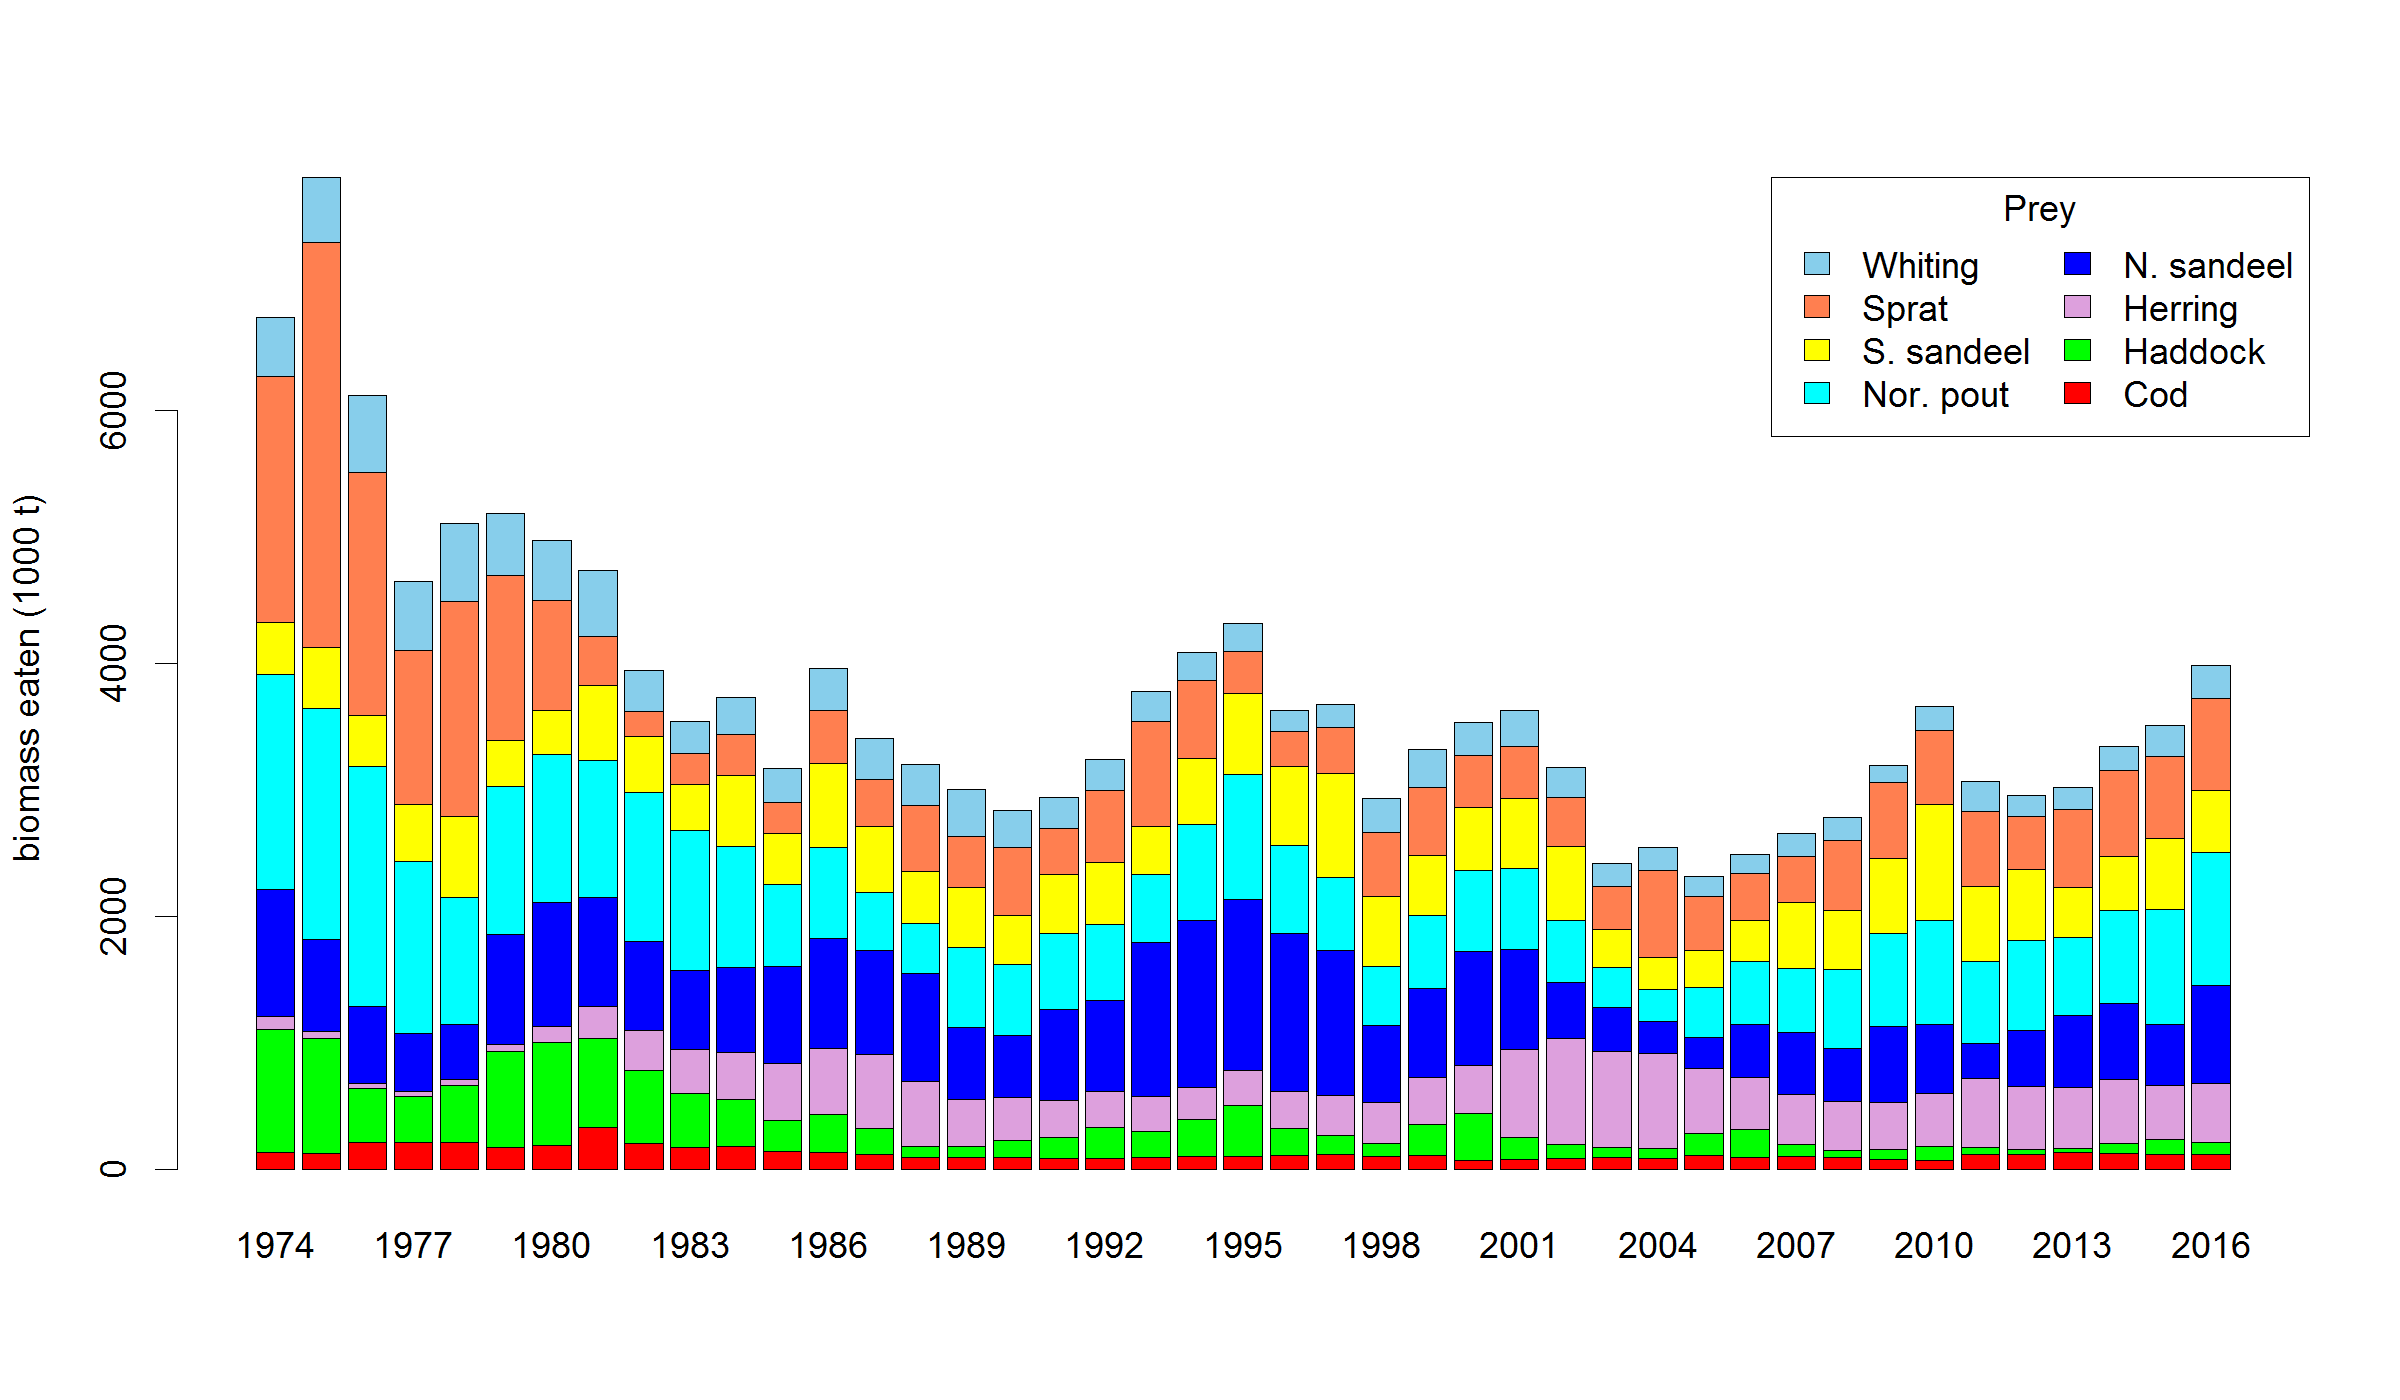 Prey
Whiting
Sprat
S. sandeel
Nor. pout
N. sandeel
Herring
Haddock
Cod
biomass eaten (1000 t)
6000
4000
2000
0
1974 1977 1980 1983 1986 1989 1992 1995 1998 2001 2004 2007 2010 2013 2016